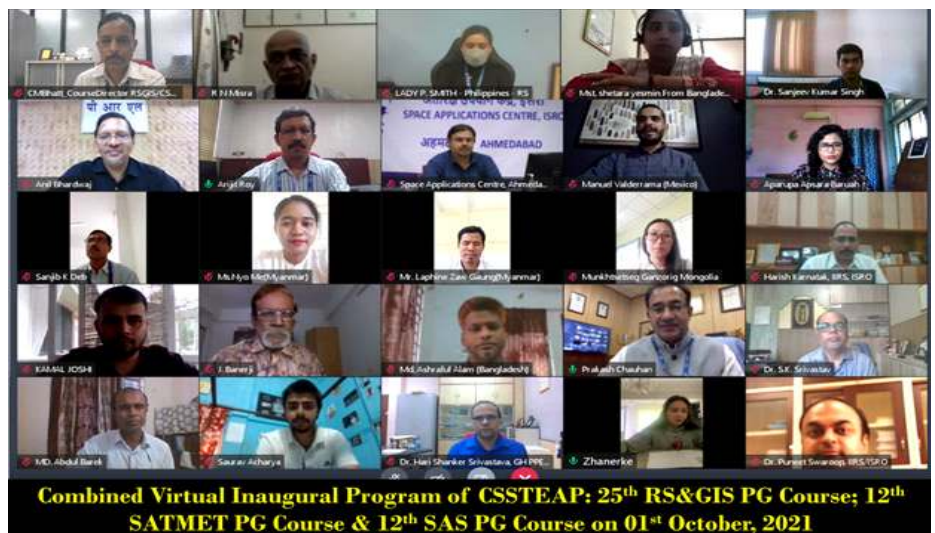 CMBhatt_CourseDirector RSGIS/CS...
R N Misra
LADY P. SMITH - Philippines - RS
Mst. shetara yesmin From Banglade...
Dr. Sanjeev Kumar Singh
पी आर एल
Anil Bhardwaj
Arijit Roy
SPACE APPLICATIONS CENTRE, ISRO
AHMEDABAD
Space Applications Centre, Ahmeda...
Manuel Valderrama (Mexico)
Aparupa Apsara Baruah
Sanjib K Deb
Ms.Nyo Me(Myanmar)
Mr. Laphine Zaw Gaung(Myanmar)
Munkhtsetseg Ganzorig Mongolia
Harish Karnatak, IIRS, ISRO
KAMAL JOSHI
J. Banerji
Md. Ashraful Alam (Bangladesh)
Prakash Chauhan
Dr. S.K. Srivastav
MD. Abdul Barek
Saurav Acharya
Dr. Hari Shanker Srivastava, GH PPE...
Zhanerke
Dr. Puneet Swaroop, IIRS/ISRO
Combined Virtual Inaugural Program of CSSTEAP: 25th RS&GIS PG Course; 12th
SATMET PG Course & 12th SAS PG Course on 01st October, 2021